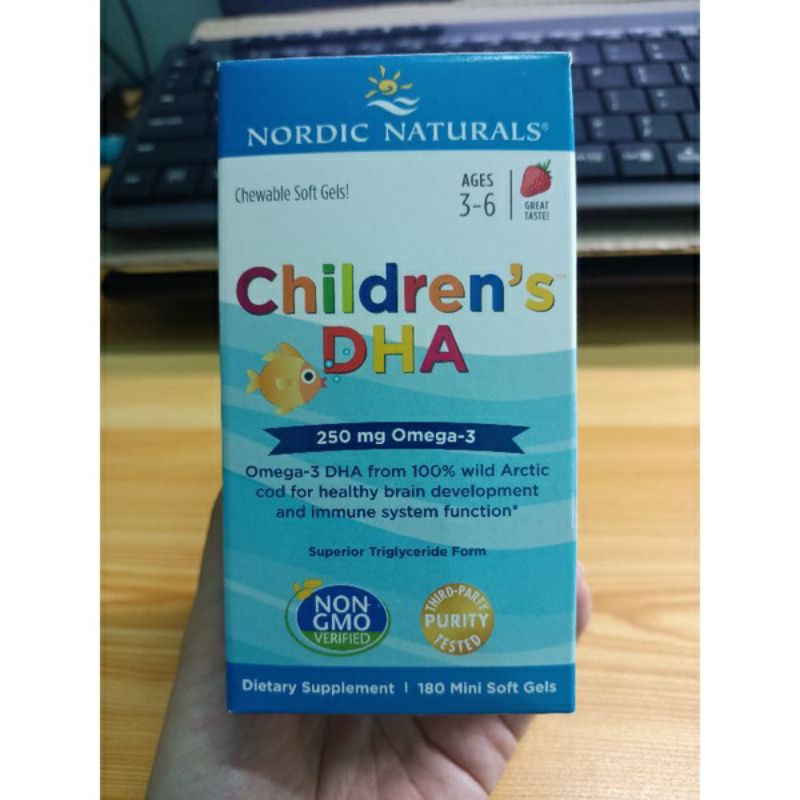 NORDIC NATURALS®
Chewable Soft Gels!
AGES
3-6
GREAT
TASTE!
Children's™
DHA
250 mg Omega-3
Omega-3 DHA from 100% wild Arctic
cod for healthy brain development
and immune system function*
Superior Triglyceride Form
NON
GMO
VERIFIED
THIRD-PARTY
PURITY
TESTED
Dietary Supplement | 180 Mini Soft Gels